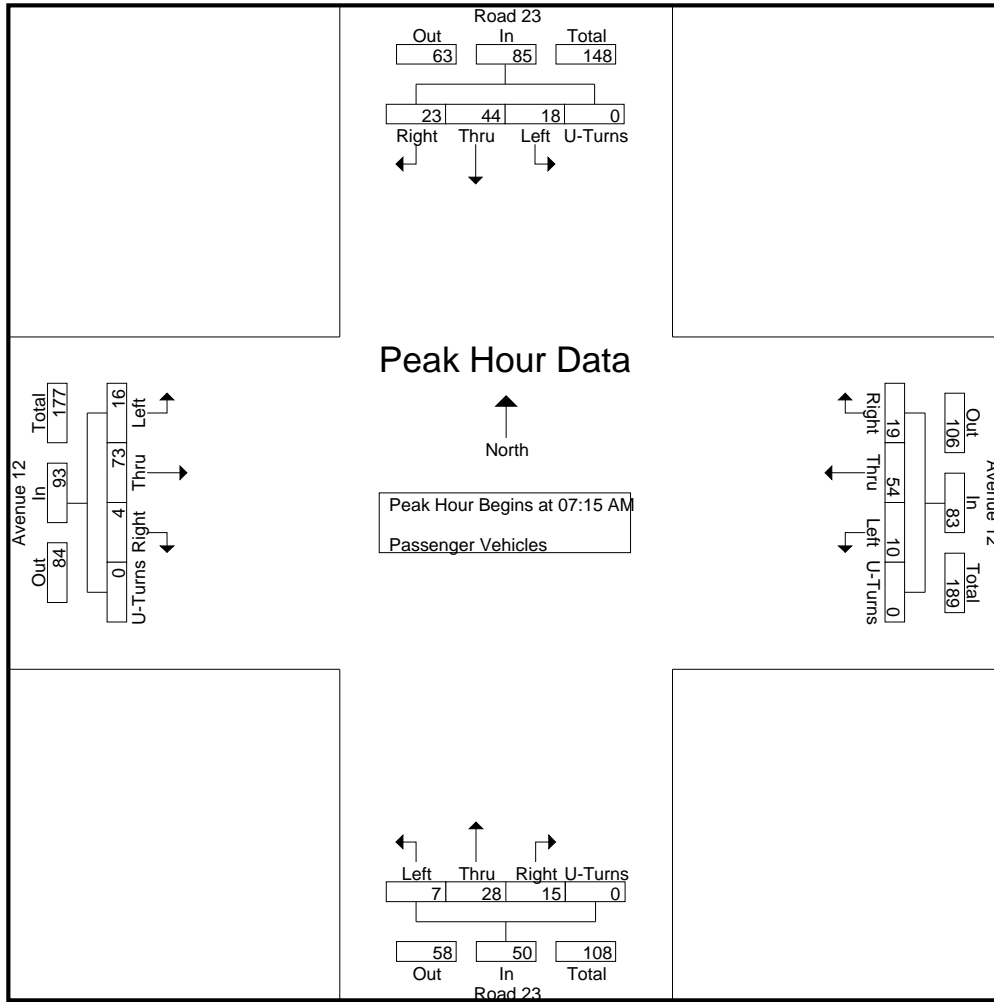 Road 23
Out In Total
63 85 148
23 44 18 0
Right Thru Left U-Turns
Peak Hour Data
North
Peak Hour Begins at 07:15 AM
Passenger Vehicles
Avenue 12
Total In Out
177 93 84
16 73 4 0
Left Thru Right U-Turns
Right Thru Left U-Turns
19 54 10 0
106 83 189
Out In Total
Avenue 12
Left Thru Right U-Turns
7 28 15 0
58 50 108
Out In Total
Road 23